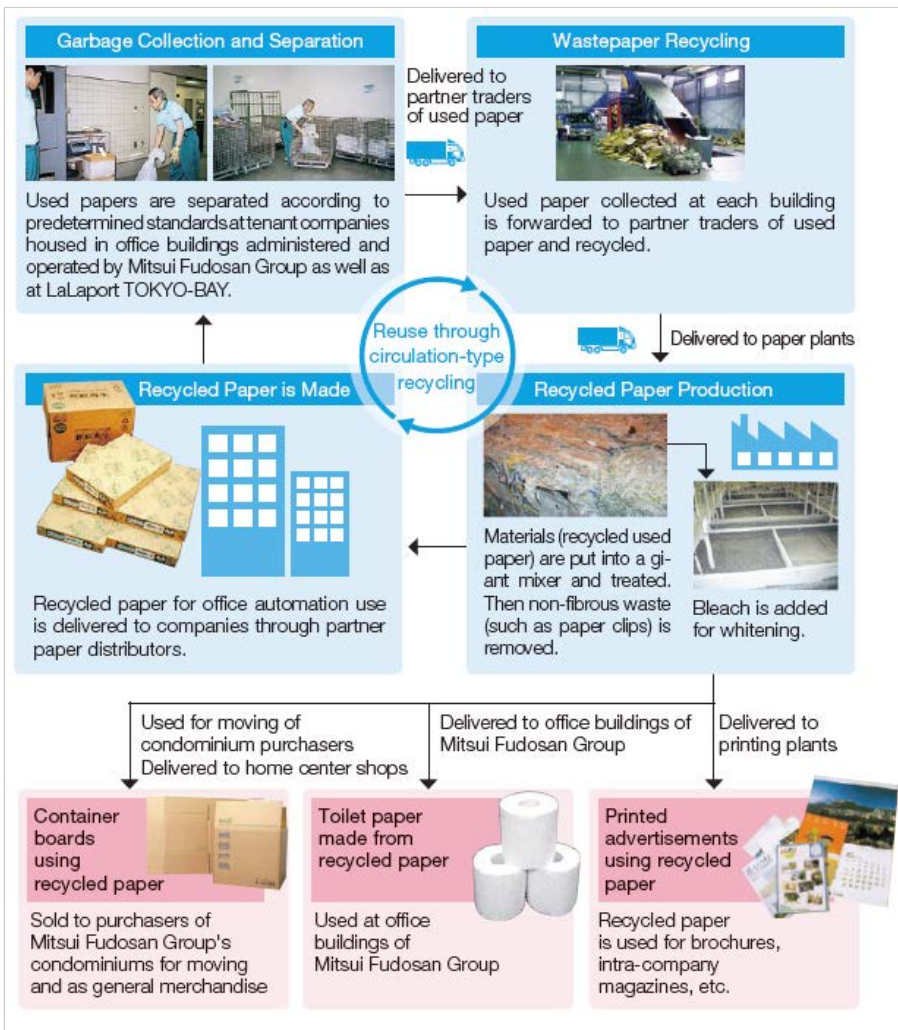 Garbage Collection and Separation
Used papers are separated according to
predetermined standards at tenant companies
housed in office buildings administered and
operated by Mitsui Fudosan Group as well as
at LaLaport TOKYO-BAY.
Delivered to
partner traders
of used paper
Wastepaper Recycling
Used paper collected at each building
is forwarded to partner traders of used
paper and recycled.
Reuse through
circulation-type
recycling
Delivered to paper plants
Recycled Paper is Made
Recycled paper for office automation use
is delivered to companies through partner
paper distributors.
Recycled Paper Production
Materials (recycled used
paper) are put into a gi-
ant mixer and treated.
Then non-fibrous waste
(such as paper clips) is
removed.
Bleach is added
for whitening.
Used for moving of
condominium purchasers
Delivered to home center shops
Delivered to office buildings of
Mitsui Fudosan Group
Delivered to
printing plants
Container
boards
using
recycled paper
Sold to purchasers of
Mitsui Fudosan Group's
condominiums for moving
and as general merchandise
Toilet paper
made from
recycled paper
Used at office
buildings of
Mitsui Fudosan Group
Printed
advertisements
using recycled
paper
Recycled paper
is used for brochures,
intra-company
magazines, etc.